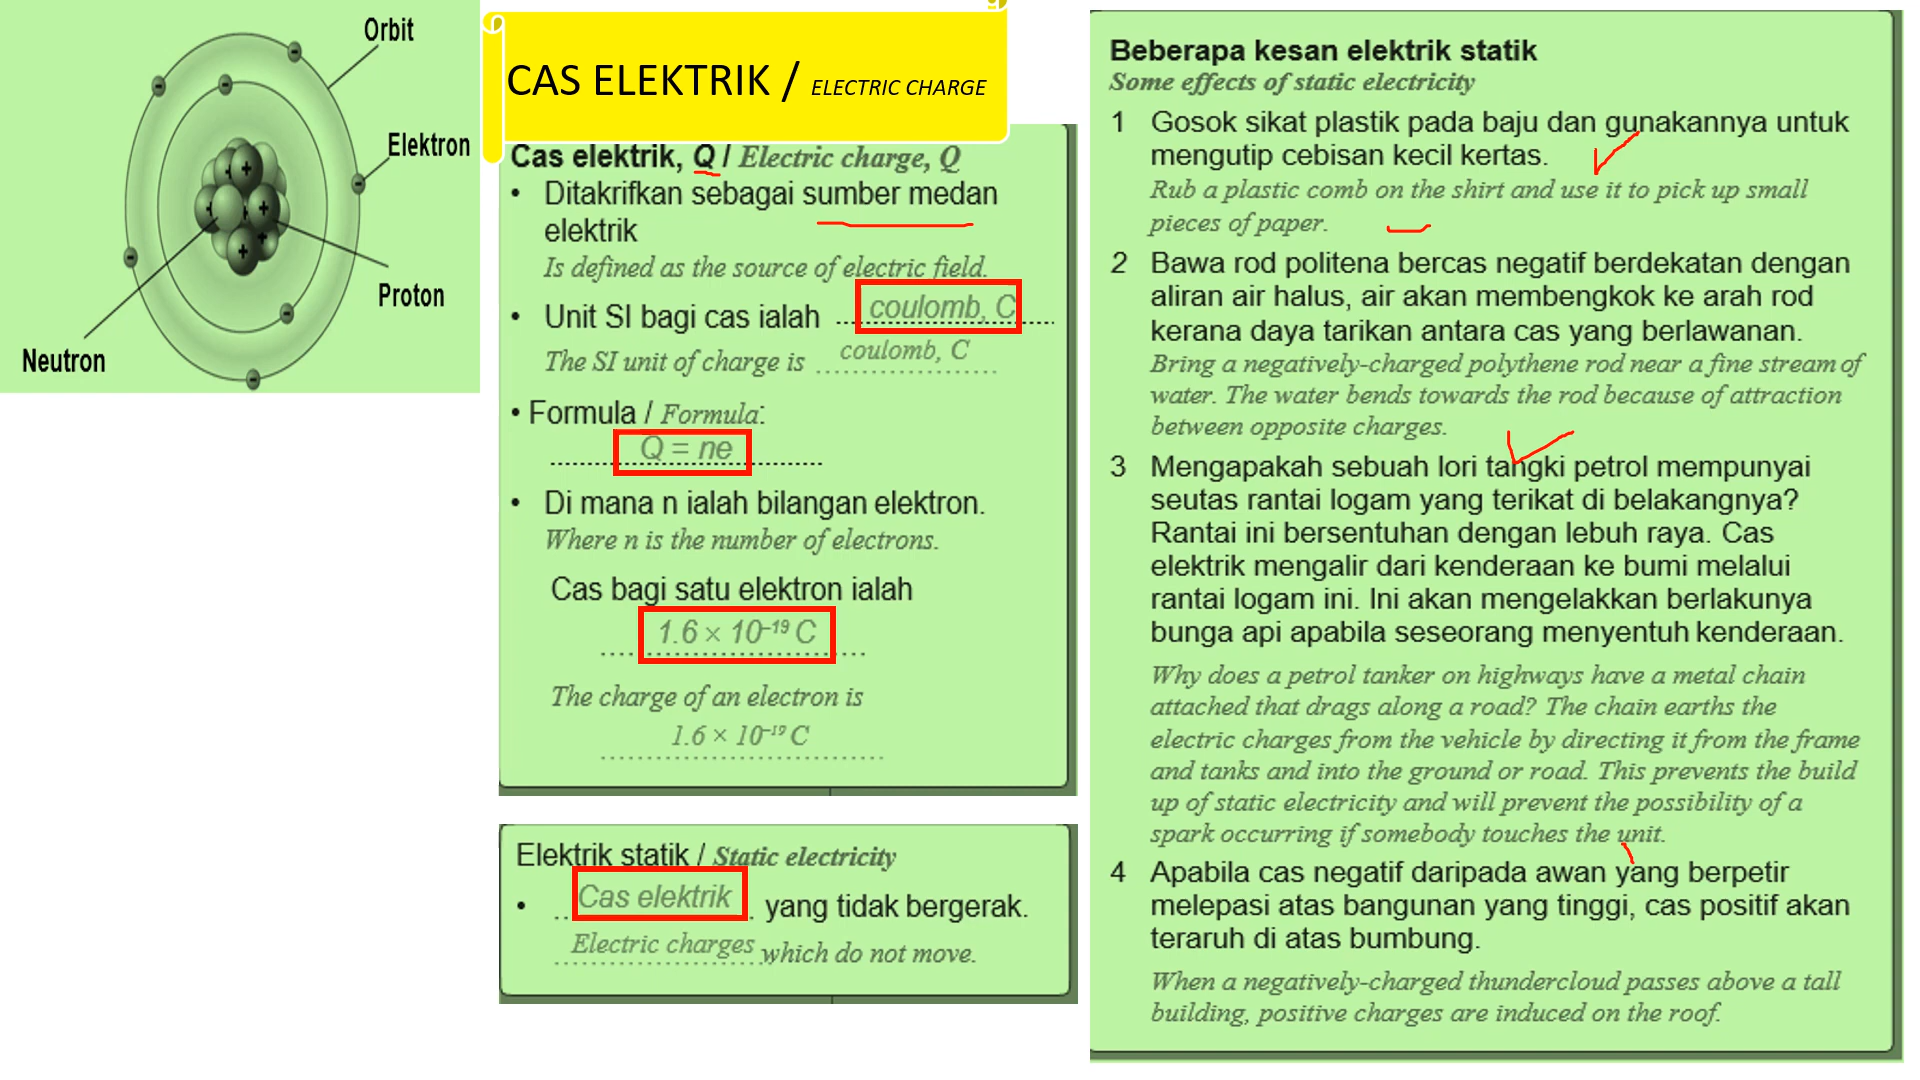 Orbit
Elektron
Proton
Neutron
CAS ELEKTRIK / ELECTRIC CHARGE
Cas elektrik, Q / Electric charge, Q
• Ditakrifkan sebagai sumber medan
elektrik
Is defined as the source of electric field.
• Unit SI bagi cas ialah coulomb, C
The SI unit of charge is coulomb, C
• Formula / Formula:
Q = ne
• Di mana n ialah bilangan elektron.
Where n is the number of electrons.
Cas bagi satu elektron ialah
1.6 × 10⁻¹⁹ C
The charge of an electron is
1.6 × 10⁻¹⁹ C
Elektrik statik / Static electricity
• Cas elektrik yang tidak bergerak.
Electric charges which do not move.
Beberapa kesan elektrik statik
Some effects of static electricity
1 Gosok sikat plastik pada baju dan gunakannya untuk
mengutip cebisan kecil kertas.
Rub a plastic comb on the shirt and use it to pick up small
pieces of paper.
2 Bawa rod politena bercas negatif berdekatan dengan
aliran air halus, air akan membengkok ke arah rod
kerana daya tarikan antara cas yang berlawanan.
Bring a negatively-charged polythene rod near a fine stream of
water. The water bends towards the rod because of attraction
between opposite charges.
3 Mengapakah sebuah lori tangki petrol mempunyai
seutas rantai logam yang terikat di belakangnya?
Rantai ini bersentuhan dengan lebuh raya. Cas
elektrik mengalir dari kenderaan ke bumi melalui
rantai logam ini. Ini akan mengelakkan berlakunya
bunga api apabila seseorang menyentuh kenderaan.
Why does a petrol tanker on highways have a metal chain
attached that drags along a road? The chain earths the
electric charges from the vehicle by directing it from the frame
and tanks and into the ground or road. This prevents the build
up of static electricity and will prevent the possibility of a
spark occurring if somebody touches the unit.
4 Apabila cas negatif daripada awan yang berpetir
melepasi atas bangunan yang tinggi, cas positif akan
teraruh di atas bumbung.
When a negatively-charged thundercloud passes above a tall
building, positive charges are induced on the roof.